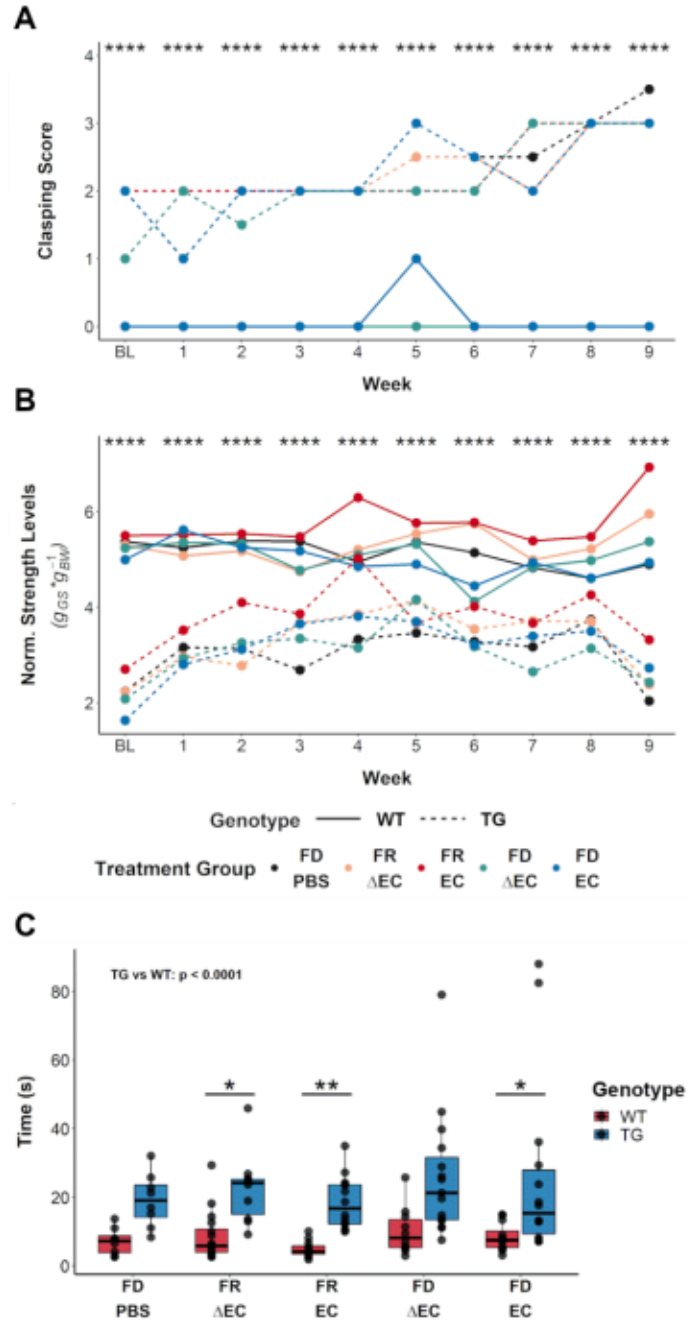 A
**** **** **** **** **** **** **** **** **** ****
4
3
2
1
0
Clasping Score
BL 1 2 3 4 5 6 7 8 9
Week
B
**** **** **** **** **** **** **** **** **** ****
6
4
2
Norm. Strength Levels
(g_GS*g_BW^-1)
BL 1 2 3 4 5 6 7 8 9
Week
Genotype WT TG
Treatment Group FD PBS FR ΔEC FR EC FD ΔEC FD EC
C
TG vs WT: p < 0.0001
80
60
40
20
0
Time (s)
* ** *
Genotype
WT
TG
FD FR FR FD FD
PBS ΔEC EC ΔEC EC